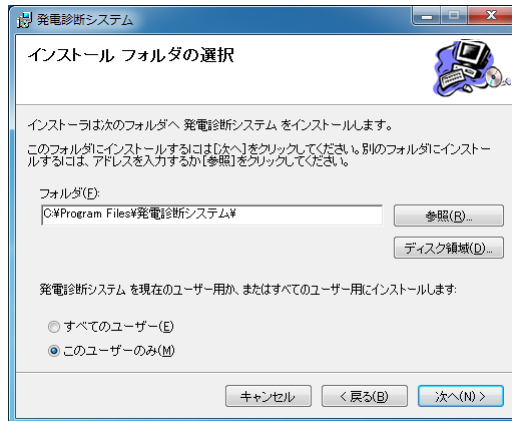 発電診断システム
インストール フォルダの選択
インストーラは次のフォルダへ 発電診断システム をインストールします。
このフォルダにインストールするには[次へ]をクリックしてください。別のフォルダにインストー
ルするには、アドレスを入力するか[参照]をクリックしてください。
フォルダ(F):
C:¥Program Files¥発電診断システム¥
参照(R)...
ディスク領域(D)...
発電診断システム を現在のユーザー用か、またはすべてのユーザー用にインストールします:
すべてのユーザー(E)
このユーザーのみ(M)
キャンセル
< 戻る(B)
次へ(N) >